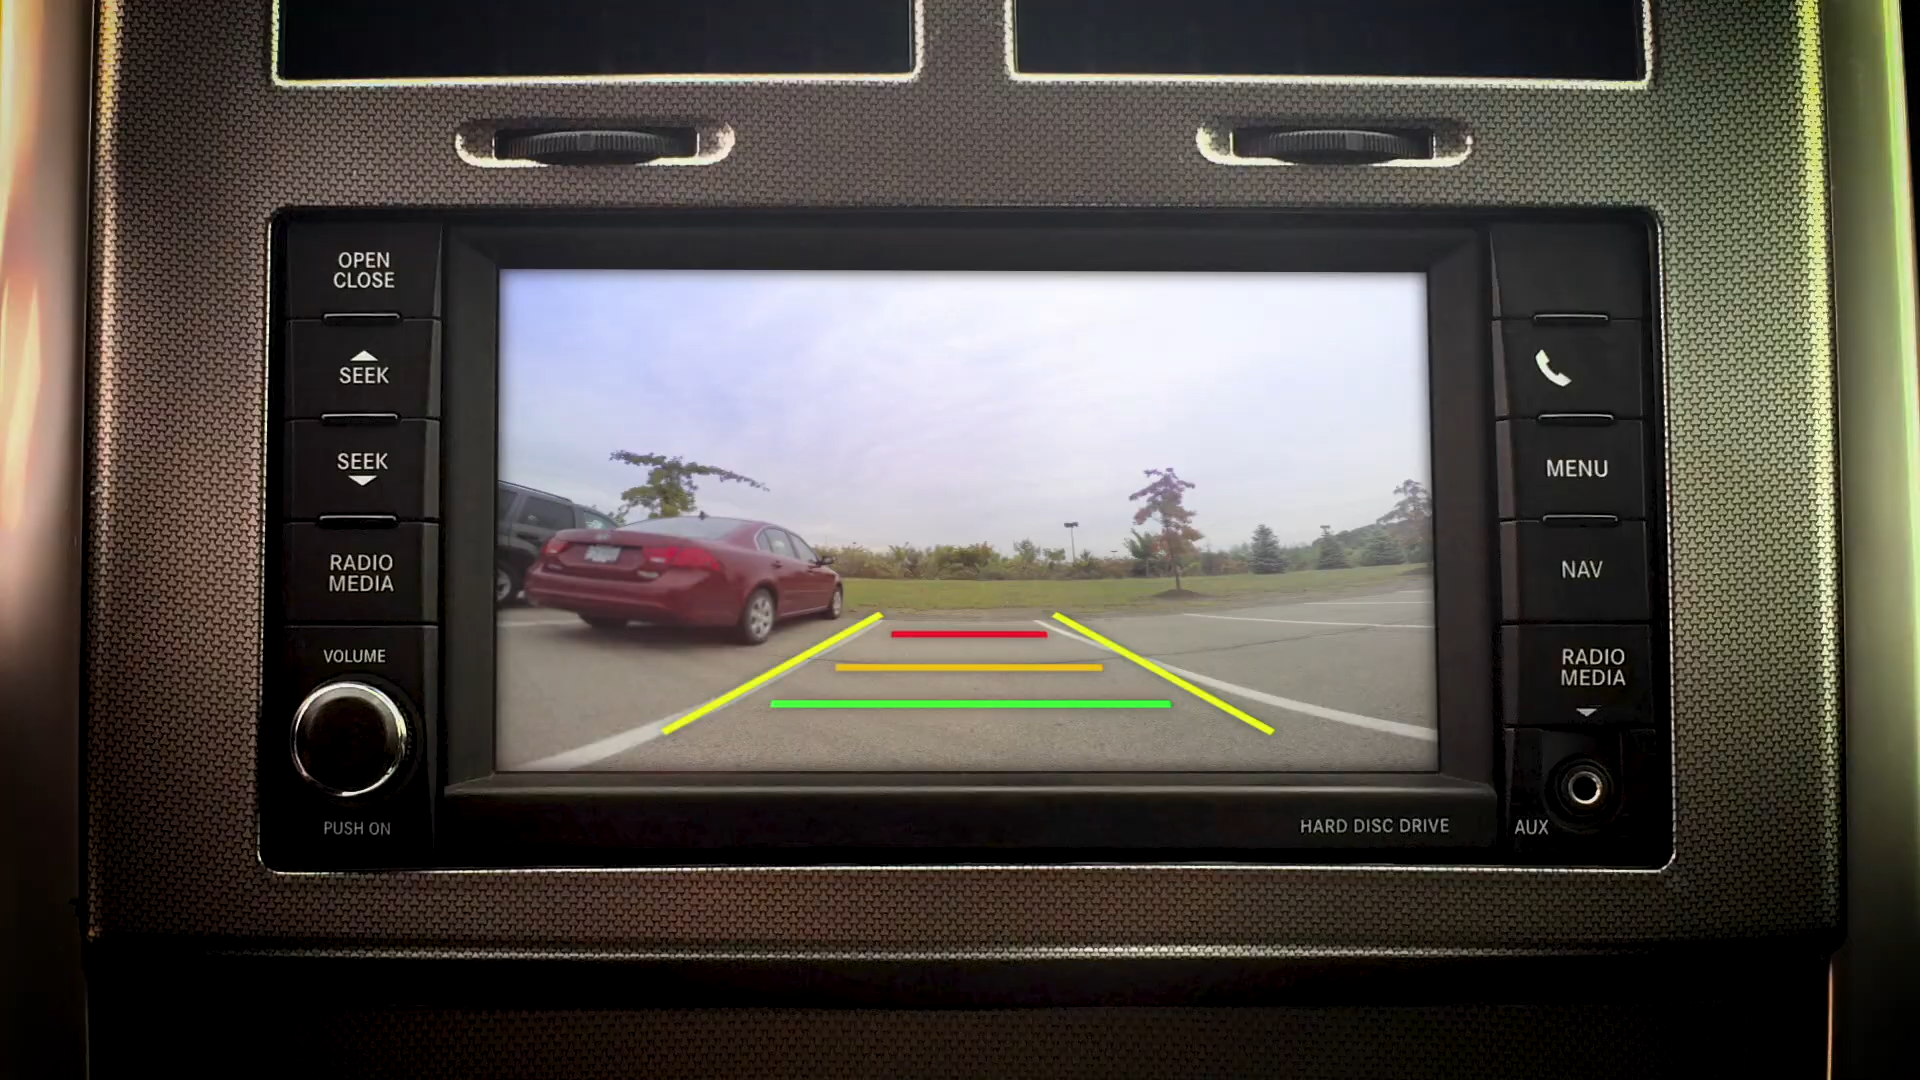 OPEN
CLOSE
SEEK
SEEK
RADIO
MEDIA
VOLUME
PUSH ON
MENU
NAV
RADIO
MEDIA
HARD DISC DRIVE
AUX